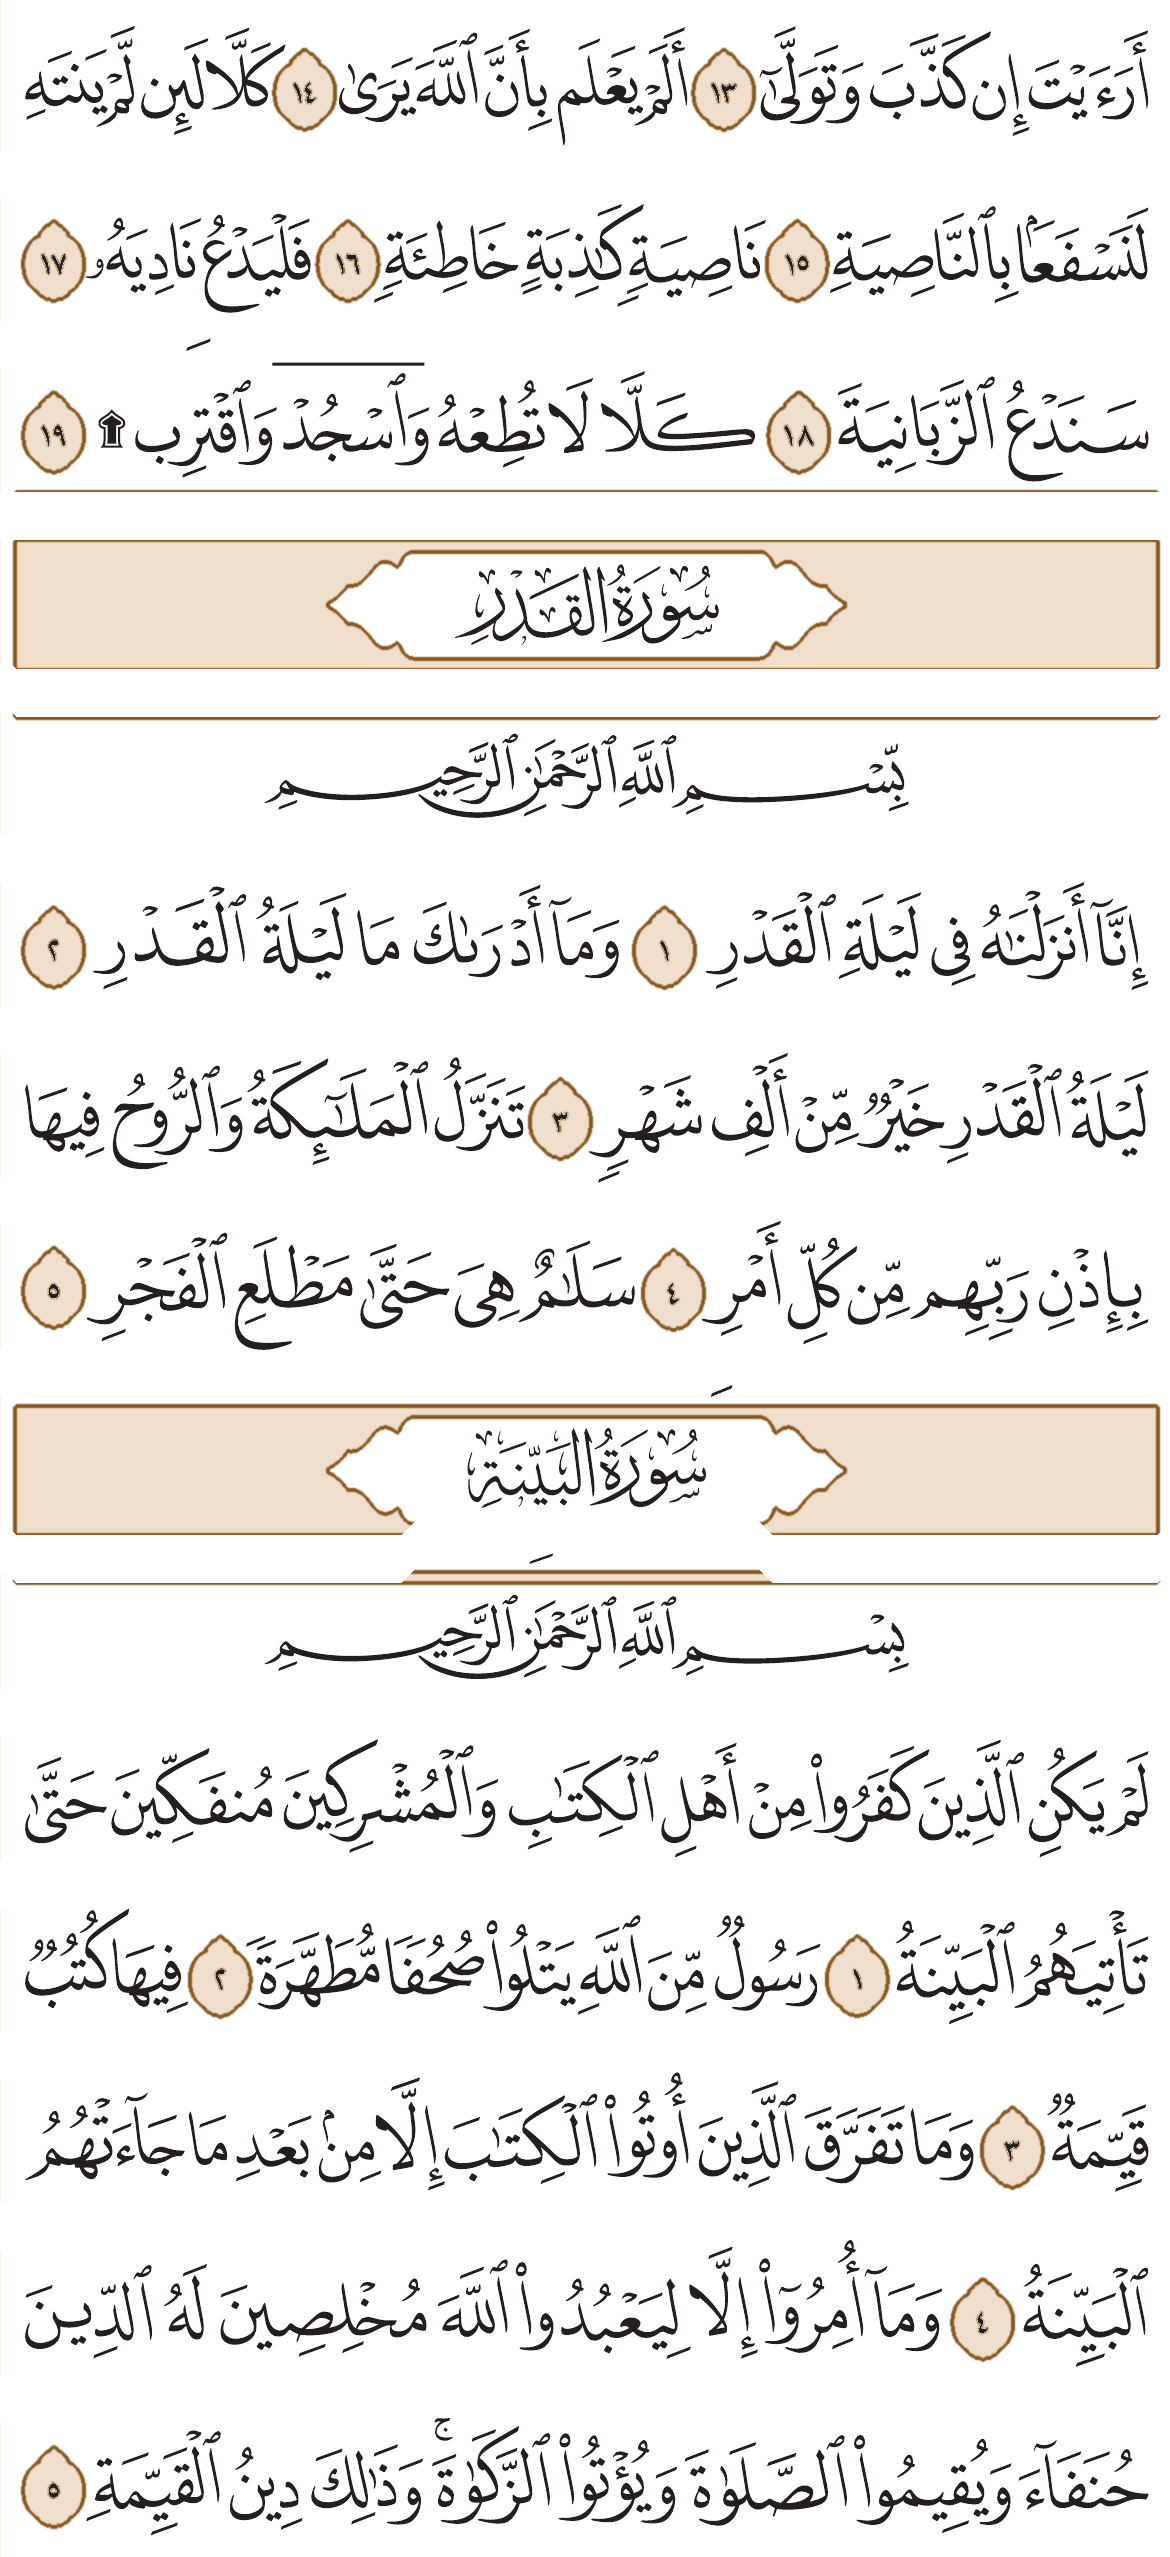 أَرَءَيْتَ إِن كَذَّبَ وَتَوَلَّىٰٓ ١٣ أَلَمْ يَعْلَم بِأَنَّ ٱللَّهَ يَرَىٰ ١٤ كَلَّا لَئِن لَّمْ يَنتَهِ
لَنَسْفَعًۢا بِٱلنَّاصِيَةِ ١٥ نَاصِيَةٍ كَٰذِبَةٍ خَاطِئَةٍ ١٦ فَلْيَدْعُ نَادِيَهُۥ ١٧
سَنَدْعُ ٱلزَّبَانِيَةَ ١٨ كَلَّا لَا تُطِعْهُ وَٱسْجُدْ وَٱقْتَرِب ۩ ١٩
سُورَةُ القَدْرِ
بِّسْمِ ٱللَّهِ ٱلرَّحْمَٰنِ ٱلرَّحِيمِ
إِنَّآ أَنزَلْنَٰهُ فِى لَيْلَةِ ٱلْقَدْرِ ١ وَمَآ أَدْرَىٰكَ مَا لَيْلَةُ ٱلْقَدْرِ ٢
لَيْلَةُ ٱلْقَدْرِ خَيْرٌ مِّنْ أَلْفِ شَهْرٍ ٣ تَنَزَّلُ ٱلْمَلَٰٓئِكَةُ وَٱلرُّوحُ فِيهَا
بِإِذْنِ رَبِّهِم مِّن كُلِّ أَمْرٍ ٤ سَلَٰمٌ هِىَ حَتَّىٰ مَطْلَعِ ٱلْفَجْرِ ٥
سُورَةُ البَيِّنَةِ
بِسْمِ ٱللَّهِ ٱلرَّحْمَٰنِ ٱلرَّحِيمِ
لَمْ يَكُنِ ٱلَّذِينَ كَفَرُوا۟ مِنْ أَهْلِ ٱلْكِتَٰبِ وَٱلْمُشْرِكِينَ مُنفَكِّينَ حَتَّىٰ
تَأْتِيَهُمُ ٱلْبَيِّنَةُ ١ رَسُولٌ مِّنَ ٱللَّهِ يَتْلُوا۟ صُحُفًا مُّطَهَّرَةً ٢ فِيهَا كُتُبٌ
قَيِّمَةٌ ٣ وَمَا تَفَرَّقَ ٱلَّذِينَ أُوتُوا۟ ٱلْكِتَٰبَ إِلَّا مِنۢ بَعْدِ مَا جَآءَتْهُمُ
ٱلْبَيِّنَةُ ٤ وَمَآ أُمِرُوٓا۟ إِلَّا لِيَعْبُدُوا۟ ٱللَّهَ مُخْلِصِينَ لَهُ ٱلدِّينَ
حُنَفَآءَ وَيُقِيمُوا۟ ٱلصَّلَوٰةَ وَيُؤْتُوا۟ ٱلزَّكَوٰةَ ۚ وَذَٰلِكَ دِينُ ٱلْقَيِّمَةِ ٥